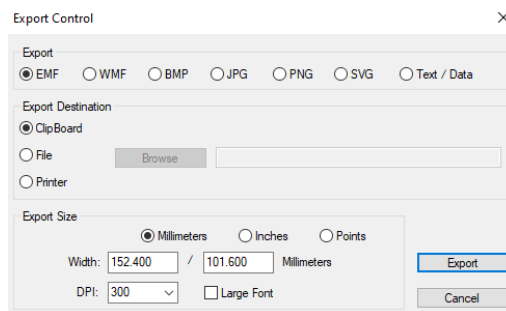 Export Control
Export
EMF WMF BMP JPG PNG SVG Text / Data
Export Destination
ClipBoard
File Browse
Printer
Export Size
Millimeters Inches Points
Width: 152.400 / 101.600 Millimeters Export
DPI: 300 Large Font Cancel